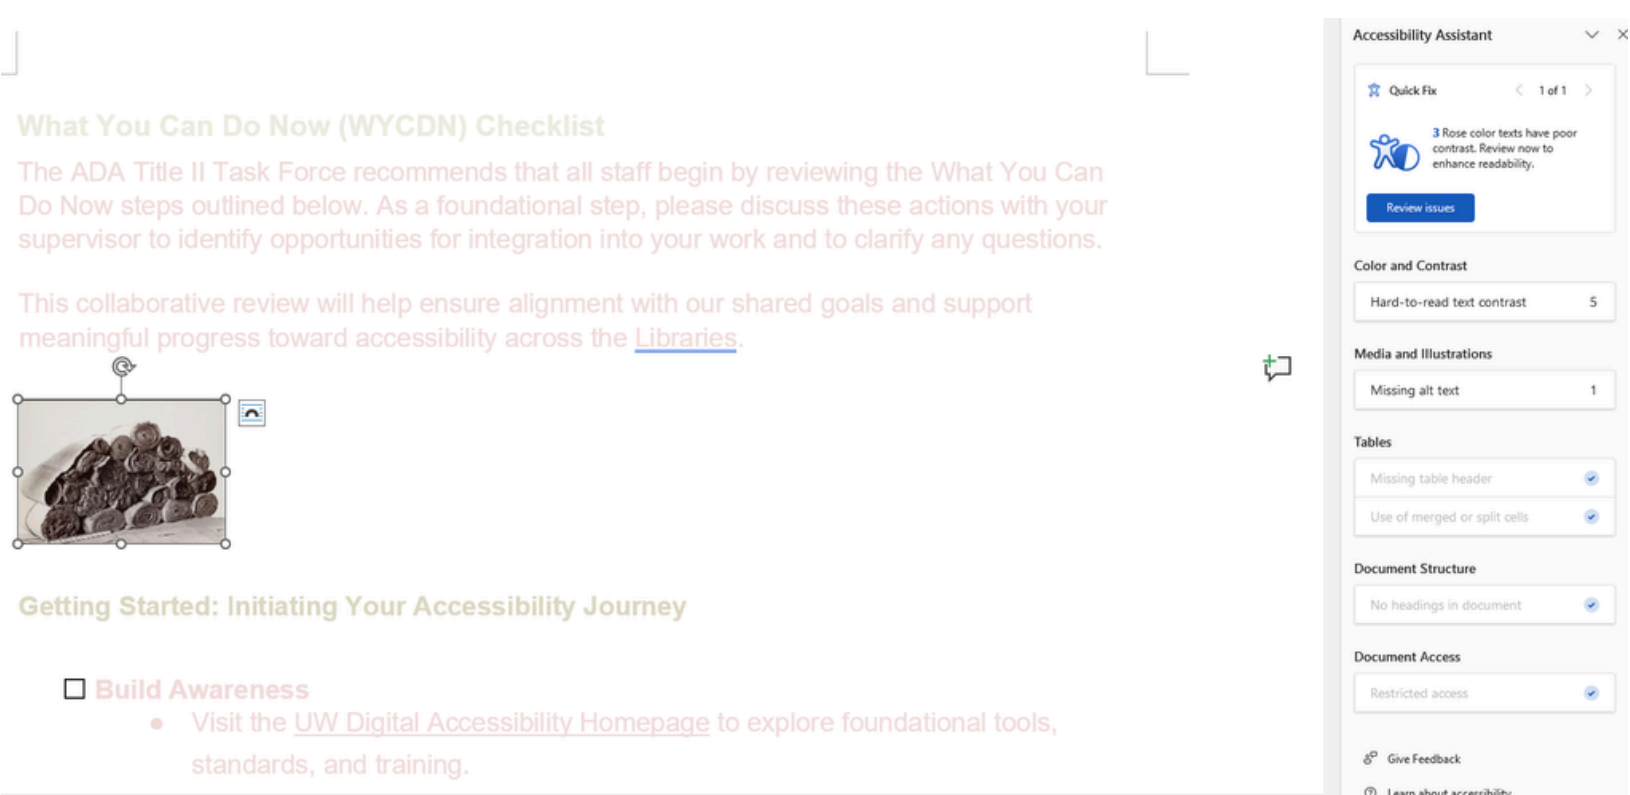 What You Can Do Now (WYCDN) Checklist
The ADA Title II Task Force recommends that all staff begin by reviewing the What You Can
Do Now steps outlined below. As a foundational step, please discuss these actions with your
supervisor to identify opportunities for integration into your work and to clarify any questions.
This collaborative review will help ensure alignment with our shared goals and support
meaningful progress toward accessibility across the Libraries.
Getting Started: Initiating Your Accessibility Journey
Build Awareness
● Visit the UW Digital Accessibility Homepage to explore foundational tools,
standards, and training.
Accessibility Assistant
Quick Fix
1 of 1
3 Rose color texts have poor
contrast. Review now to
enhance readability.
Review issues
Color and Contrast
Hard-to-read text contrast 5
Media and Illustrations
Missing alt text 1
Tables
Missing table header
Use of merged or split cells
Document Structure
No headings in document
Document Access
Restricted access
Give Feedback
Learn about accessibility